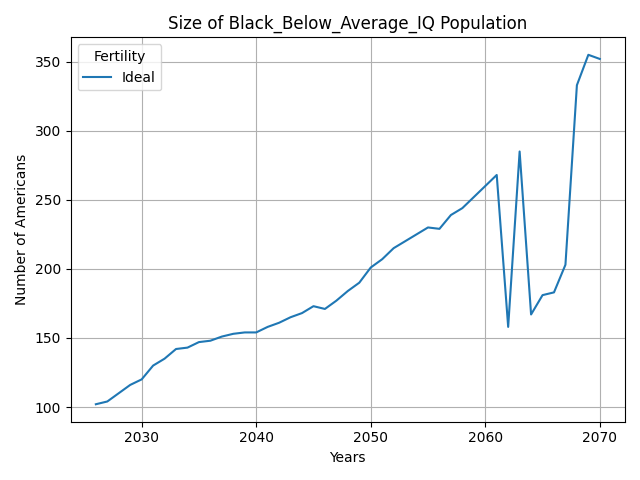 Size of Black_Below_Average_IQ Population
Fertility
Ideal
Number of Americans
350
300
250
200
150
100
2030
2040
2050
2060
2070
Years